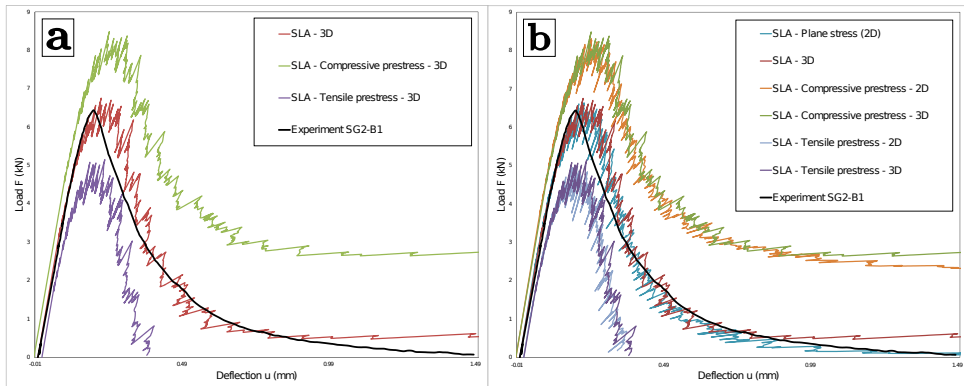 a
SLA - 3D
SLA - Compressive prestress - 3D
SLA - Tensile prestress - 3D
Experiment SG2-B1
Load F (kN)
9
8
7
6
5
4
3
2
1
0
-0.01
0.49
0.99
1.49
Deflection u (mm)
b
SLA - Plane stress (2D)
SLA - 3D
SLA - Compressive prestress - 2D
SLA - Compressive prestress - 3D
SLA - Tensile prestress - 2D
SLA - Tensile prestress - 3D
Experiment SG2-B1
Load F (kN)
9
8
7
6
5
4
3
2
1
0
-0.01
0.49
0.99
1.49
Deflection u (mm)